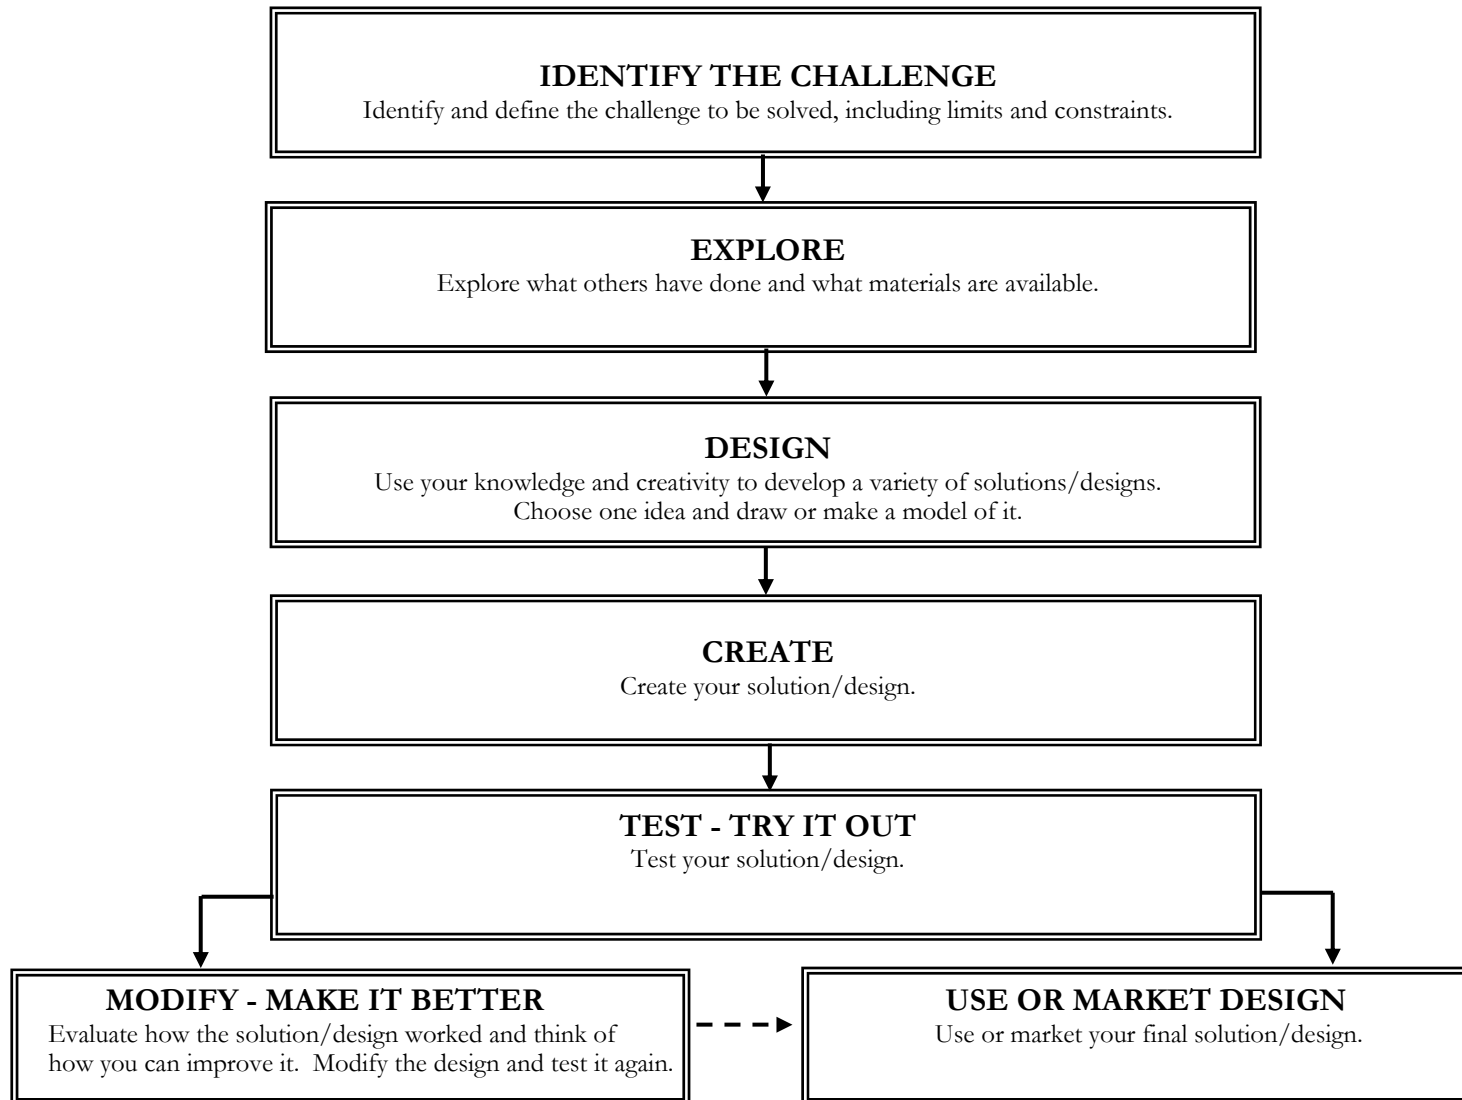 IDENTIFY THE CHALLENGE
Identify and define the challenge to be solved, including limits and constraints.
EXPLORE
Explore what others have done and what materials are available.
DESIGN
Use your knowledge and creativity to develop a variety of solutions/designs.
Choose one idea and draw or make a model of it.
CREATE
Create your solution/design.
TEST - TRY IT OUT
Test your solution/design.
MODIFY - MAKE IT BETTER
Evaluate how the solution/design worked and think of
how you can improve it.  Modify the design and test it again.
USE OR MARKET DESIGN
Use or market your final solution/design.